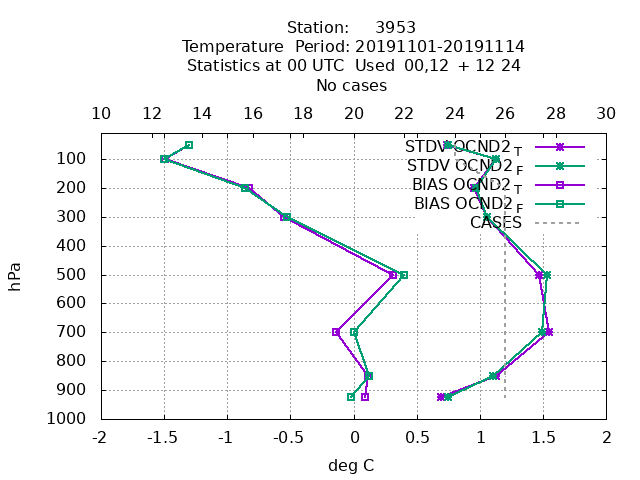 Station: 3953
Temperature Period: 20191101-20191114
Statistics at 00 UTC Used 00,12 + 12 24
No cases
10 12 14 16 18 20 22 24 26 28 30
STDV OCND2 T
STDV OCND2 F
BIAS OCND2 T
BIAS OCND2 F
CASES
100
200
300
400
500
600
700
800
900
1000
hPa
-2 -1.5 -1 -0.5 0 0.5 1 1.5 2
deg C